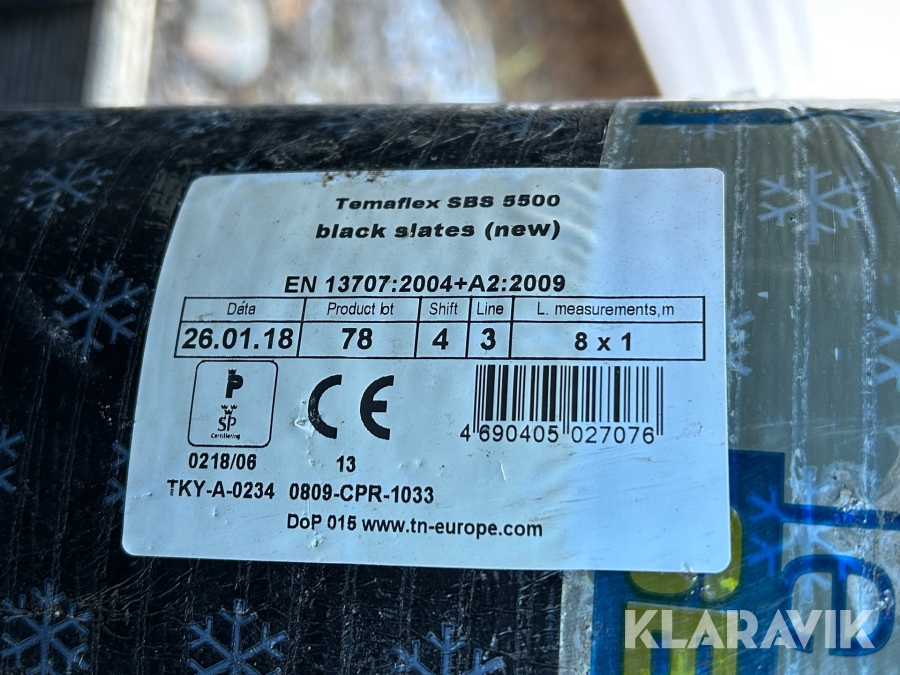 Temaflex SBS 5500
black slates (new)
EN 13707:2004+A2:2009
Data Product lot Shift Line L. measurements,m
26.01.18 78 4 3 8 x 1
P
SP
Certifiering
4 690405 027076
0218/06 13
TKY-A-0234 0809-CPR-1033
DoP 015 www.tn-europe.com
KLARAVIK